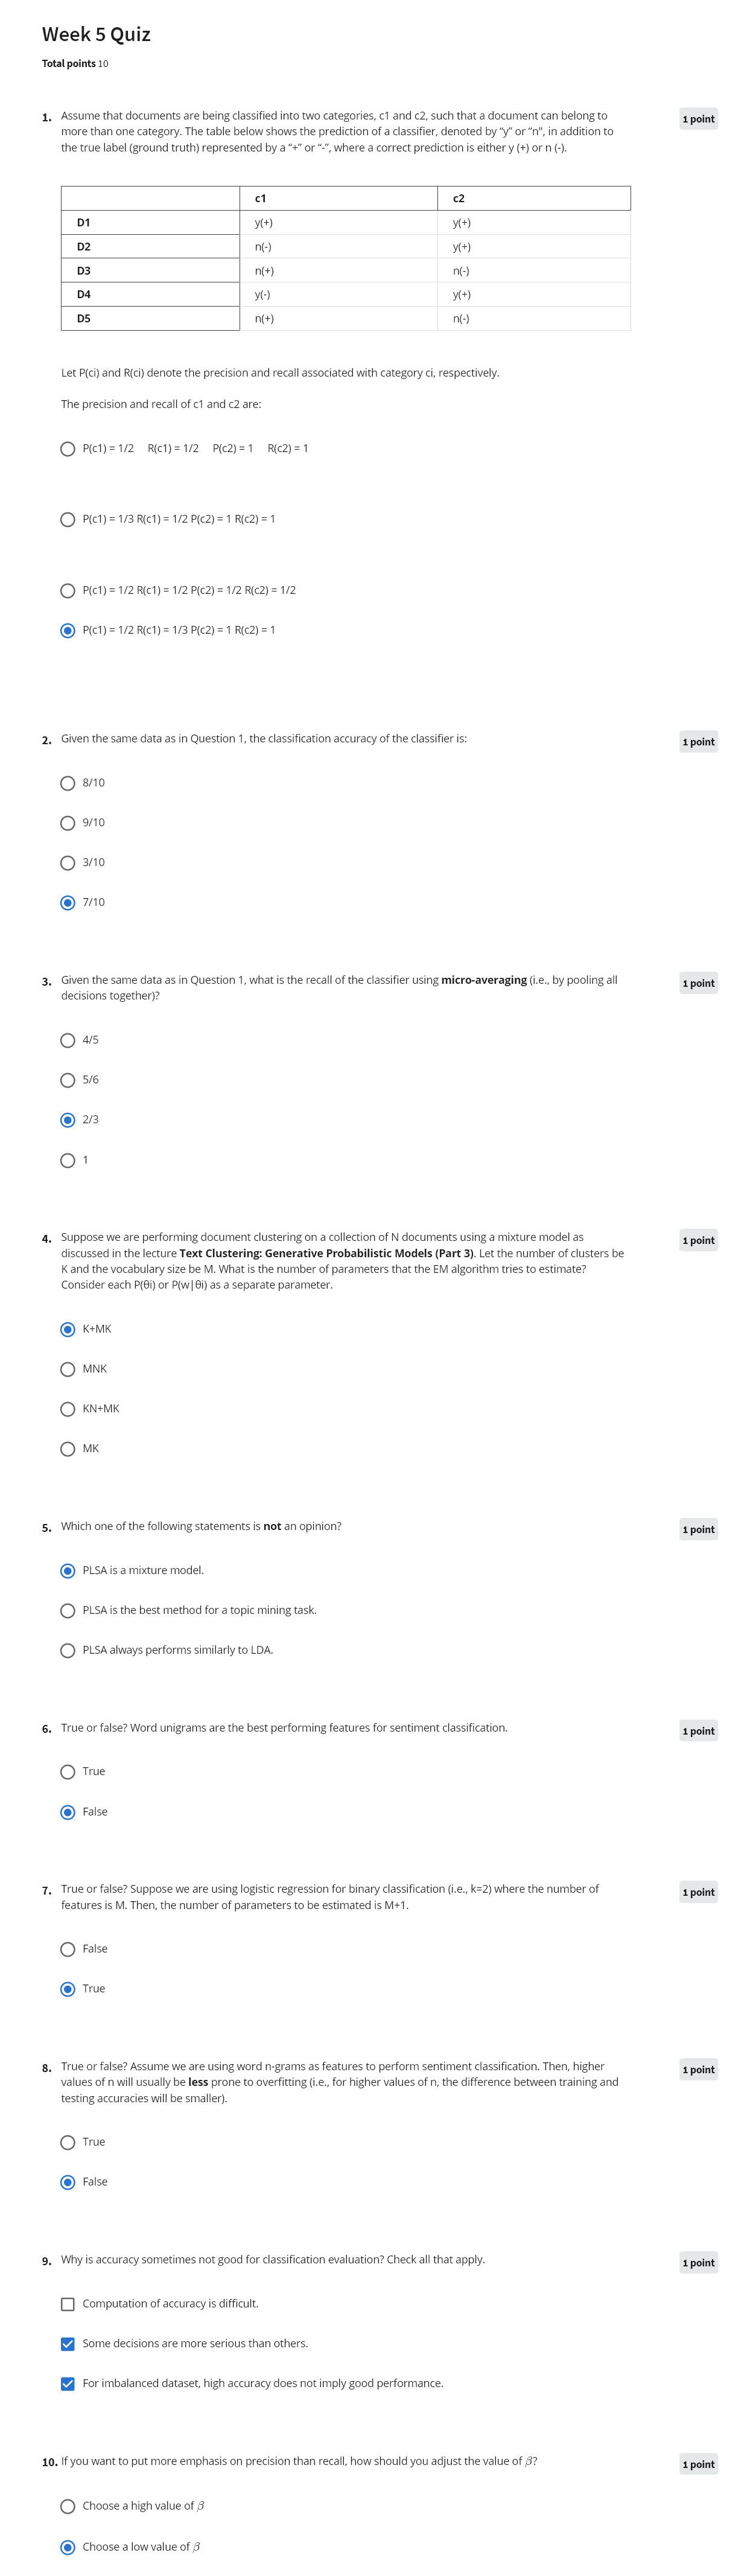 Week 5 Quiz
Total points 10
1. Assume that documents are being classified into two categories, c1 and c2, such that a document can belong to
1 point
more than one category. The table below shows the prediction of a classifier, denoted by “y” or “n", in addition to
the true label (ground truth) represented by a “+” or “-”, where a correct prediction is either y (+) or n (-).
c1 c2
D1 y(+) y(+)
D2 n(-) y(+)
D3 n(+) n(-)
D4 y(-) y(+)
D5 n(+) n(-)
Let P(ci) and R(ci) denote the precision and recall associated with category ci, respectively.
The precision and recall of c1 and c2 are:
P(c1) = 1/2 R(c1) = 1/2 P(c2) = 1 R(c2) = 1
P(c1) = 1/3 R(c1) = 1/2 P(c2) = 1 R(c2) = 1
P(c1) = 1/2 R(c1) = 1/2 P(c2) = 1/2 R(c2) = 1/2
P(c1) = 1/2 R(c1) = 1/3 P(c2) = 1 R(c2) = 1
2. Given the same data as in Question 1, the classification accuracy of the classifier is:
1 point
8/10
9/10
3/10
7/10
3. Given the same data as in Question 1, what is the recall of the classifier using micro-averaging (i.e., by pooling all
1 point
decisions together)?
4/5
5/6
2/3
1
4. Suppose we are performing document clustering on a collection of N documents using a mixture model as
1 point
discussed in the lecture Text Clustering: Generative Probabilistic Models (Part 3). Let the number of clusters be
K and the vocabulary size be M. What is the number of parameters that the EM algorithm tries to estimate?
Consider each P(θi) or P(w|θi) as a separate parameter.
K+MK
MNK
KN+MK
MK
5. Which one of the following statements is not an opinion?
1 point
PLSA is a mixture model.
PLSA is the best method for a topic mining task.
PLSA always performs similarly to LDA.
6. True or false? Word unigrams are the best performing features for sentiment classification.
1 point
True
False
7. True or false? Suppose we are using logistic regression for binary classification (i.e., k=2) where the number of
1 point
features is M. Then, the number of parameters to be estimated is M+1.
False
True
8. True or false? Assume we are using word n-grams as features to perform sentiment classification. Then, higher
1 point
values of n will usually be less prone to overfitting (i.e., for higher values of n, the difference between training and
testing accuracies will be smaller).
True
False
9. Why is accuracy sometimes not good for classification evaluation? Check all that apply.
1 point
Computation of accuracy is difficult.
Some decisions are more serious than others.
For imbalanced dataset, high accuracy does not imply good performance.
10. If you want to put more emphasis on precision than recall, how should you adjust the value of β?
1 point
Choose a high value of β
Choose a low value of β